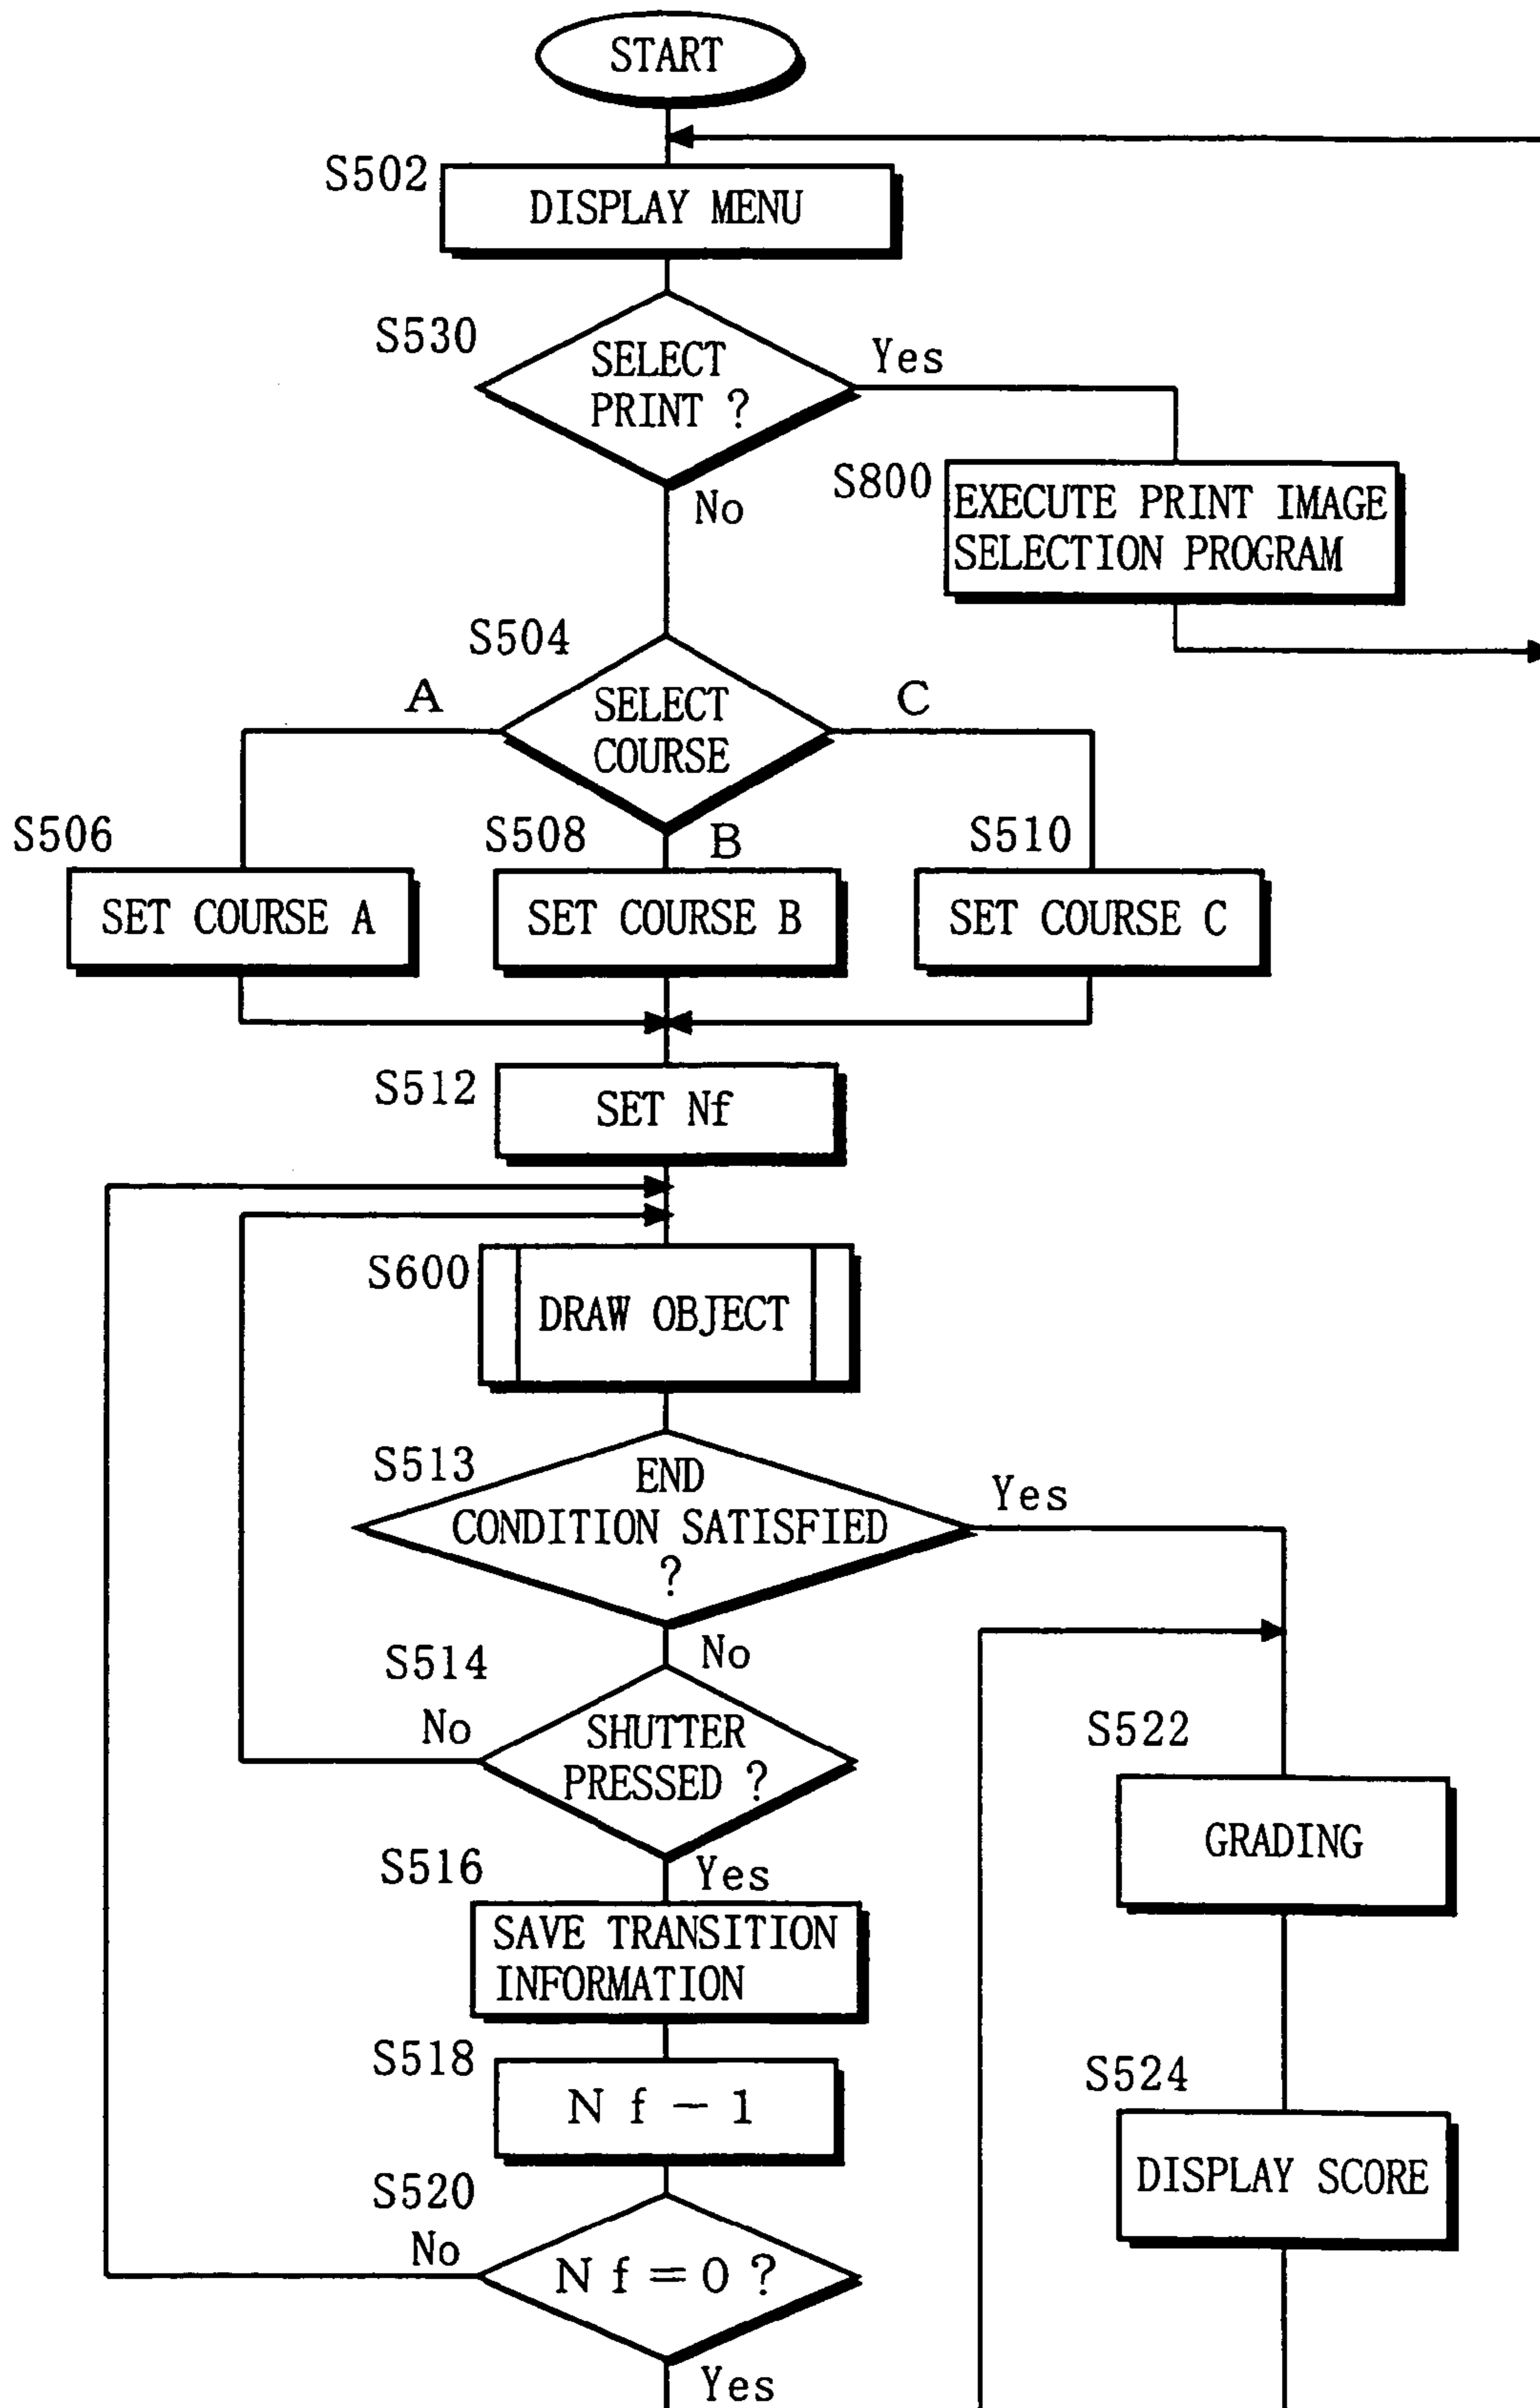 START
S502
DISPLAY MENU
S530
SELECT
PRINT ?
Yes
No
S800
EXECUTE PRINT IMAGE
SELECTION PROGRAM
S504
SELECT
COURSE
A
B
C
S506
SET COURSE A
S508
SET COURSE B
S510
SET COURSE C
S512
SET Nf
S600
DRAW OBJECT
S513
END
CONDITION SATISFIED
?
Yes
No
S514
SHUTTER
PRESSED ?
No
Yes
S516
SAVE TRANSITION
INFORMATION
S518
Nf-1
S520
Nf=0?
No
Yes
S522
GRADING
S524
DISPLAY SCORE